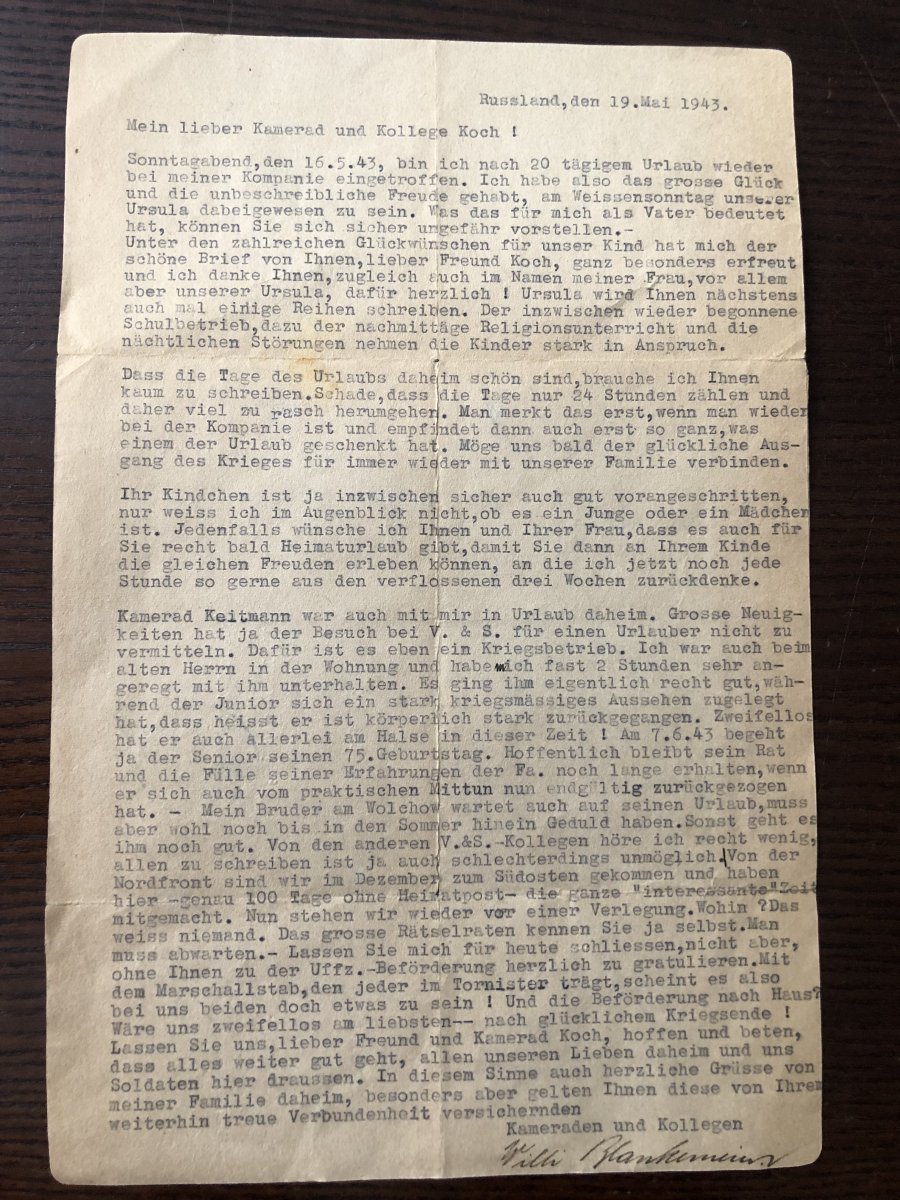 Russland,den 19.Mai 1943.
Mein lieber Kamerad und Kollege Koch !
Sonntagabend,den 16.5.43, bin ich nach 20 tägigem Urlaub wieder
bei meiner Kompanie eingetroffen. Ich habe also das grosse Glück
und die unbeschreibliche Freude gehabt, am Weissensonntag unserer
Ursula dabeigewesen zu sein. Was das für mich als Vater bedeutet
hat, können Sie sich sicher ungefähr vorstellen.-
Unter den zahlreichen Glückwünschen für unser Kind hat mich der
schöne Brief von Ihnen,lieber Freund Koch, ganz besonders erfreut
und ich danke Ihnen,zugleich auch im Namen meiner Frau,vor allem
aber unserer Ursula, dafür herzlich ! Ursula wird Ihnen nächstens
auch mal einige Reihen schreiben. Der inzwischen wieder begonnene
Schulbetrieb,dazu der nachmittäge Religionsunterricht und die
nächtlichen Störungen nehmen die Kinder stark in Anspruch.
Dass die Tage des Urlaubs daheim schön sind,brauche ich Ihnen
kaum zu schreiben.Schade,dass die Tage nur 24 Stunden zählen und
daher viel zu rasch herumgehen. Man merkt das erst,wenn man wieder
bei der Kompanie ist und empfindet dann auch erst so ganz,was
einem der Urlaub geschenkt hat. Möge uns bald der glückliche Aus-
gang des Krieges für immer wieder mit unserer Familie verbinden.
Ihr Kindchen ist ja inzwischen sicher auch gut vorangeschritten,
nur weiss ich im Augenblick nicht,ob es ein Junge oder ein Mädchen
ist. Jedenfalls wünsche ich Ihnen und Ihrer Frau,dass es auch für
Sie recht bald Heimaturlaub gibt,damit Sie dann an Ihrem Kinde
die gleichen Freuden erleben können, an die ich jetzt noch jede
Stunde so gerne aus den verflossenen drei Wochen zurückdenke.
Kamerad Keitmann war auch mit mir in Urlaub daheim. Grosse Neuig-
keiten hat ja der Besuch bei V. & S. für einen Urlauber nicht zu
vermitteln. Dafür ist es eben ein Kriegsbetrieb. Ich war auch beim
alten Herrn in der Wohnung und habe mich fast 2 Stunden sehr an-
geregt mit ihm unterhalten. Es ging ihm eigentlich recht gut,wäh-
rend der Junior sich ein stark kriegsmässiges Aussehen zugelegt
hat,dass heisst er ist körperlich stark zurückgegangen. Zweifellos
hat er auch allerlei am Halse in dieser Zeit ! Am 7.6.43 begeht
ja der Senior seinen 75.Geburtstag. Hoffentlich bleibt sein Rat
und die Fülle seiner Erfahrungen der Fa. noch lange erhalten,wenn
er sich auch vom praktischen Mittun nun endgültig zurückgezogen
hat. - Mein Bruder am Wolchow wartet auch auf seinen Urlaub,muss
aber wohl noch bis in den Sommer hinein Geduld haben.Sonst geht es
ihm noch gut. Von den anderen V.&S.-Kollegen höre ich recht wenig,
allen zu schreiben ist ja auch schlechterdings unmöglich. Von der
Nordfront sind wir im Dezember zum Südosten gekommen und haben
hier -genau 100 Tage ohne Heimatpost- die ganze "interessante"Zeit
mitgemacht. Nun stehen wir wieder vor einer Verlegung.Wohin ?Das
weiss niemand. Das grosse Rätselraten kennen Sie ja selbst.Man
muss abwarten.- Lassen Sie mich für heute schliessen,nicht aber,
ohne Ihnen zu der Uffz.-Beförderung herzlich zu gratulieren.Mit
dem Marschallstab,den jeder im Tornister trägt,scheint es also
bei uns beiden doch etwas zu sein ! Und die Beförderung nach Haus?
Wäre uns zweifellos am liebsten-- nach glücklichem Kriegsende !
Lassen Sie uns,lieber Freund und Kamerad Koch, hoffen und beten,
dass alles weiter gut geht, allen unseren Lieben daheim und uns
Soldaten hier draussen. In diesem Sinne auch herzliche Grüsse von
meiner Familie daheim, besonders aber gelten Ihnen diese von Ihrem
weiterhin treue Verbundenheit versichernden
Kameraden und Kollegen
Willi